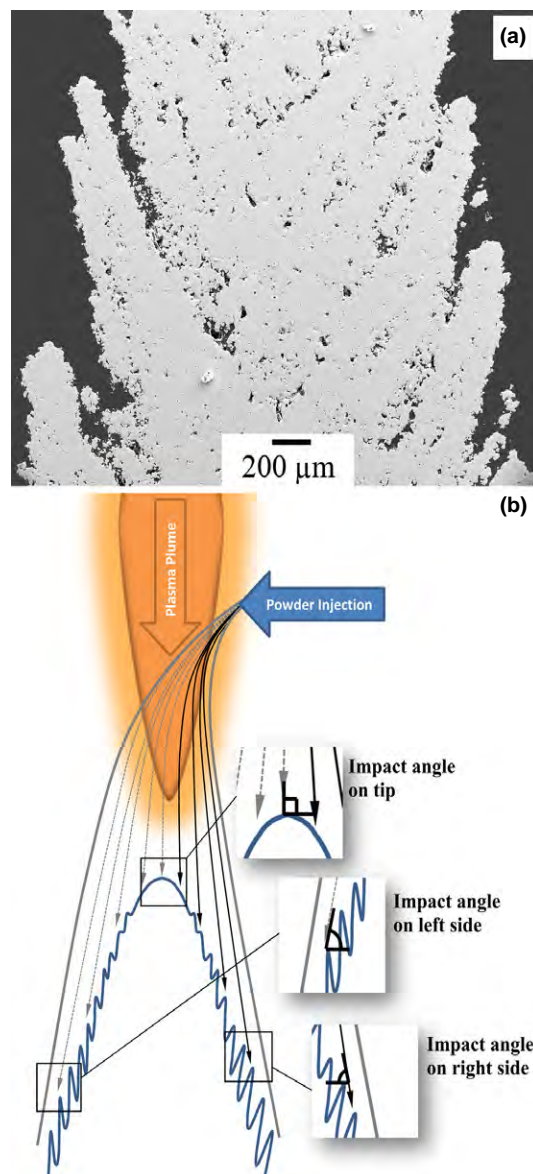 (a)
200 µm
(b)
Plasma Plume
Powder Injection
Impact angle
on tip
Impact angle
on left side
Impact angle
on right side